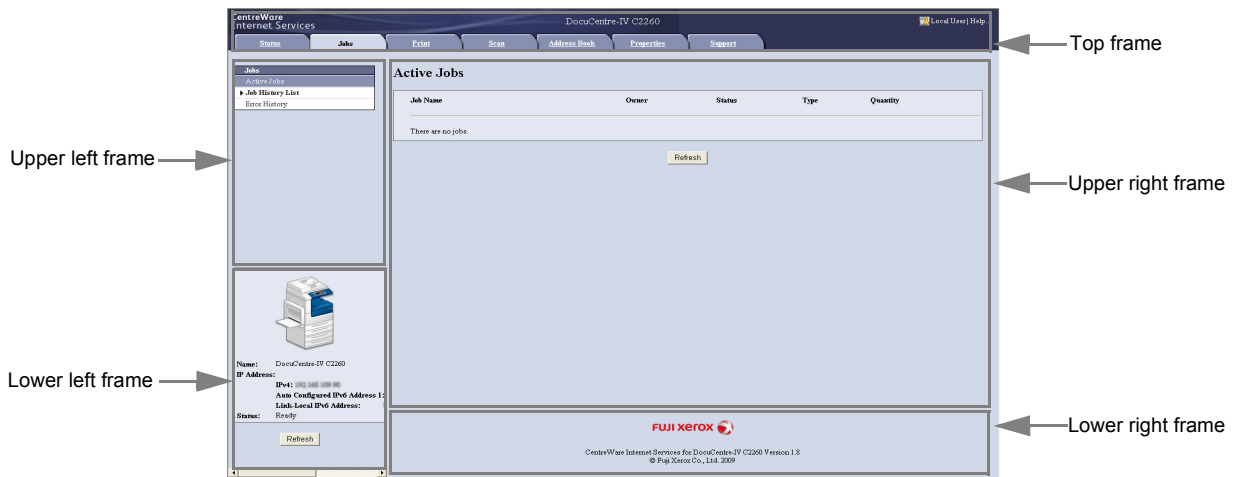 CentreWare
Internet Services
DocuCentre-IV C2260
Local User| Help
Status
Jobs
Print
Scan
Address Book
Properties
Support
Top frame
Jobs
Active Jobs
Job History List
Error History
Active Jobs
Job Name Owner Status Type Quantity
There are no jobs.
Refresh
Upper left frame
Upper right frame
Name: DocuCentre-IV C2260
IP Address:
IPv4:
Auto Configured IPv6 Address 1:
Link-Local IPv6 Address:
Status: Ready
Refresh
Lower left frame
FUJI xerox
CentreWare Internet Services for DocuCentre-IV C2260 Version 1.8
© Fuji Xerox Co., Ltd. 2009
Lower right frame